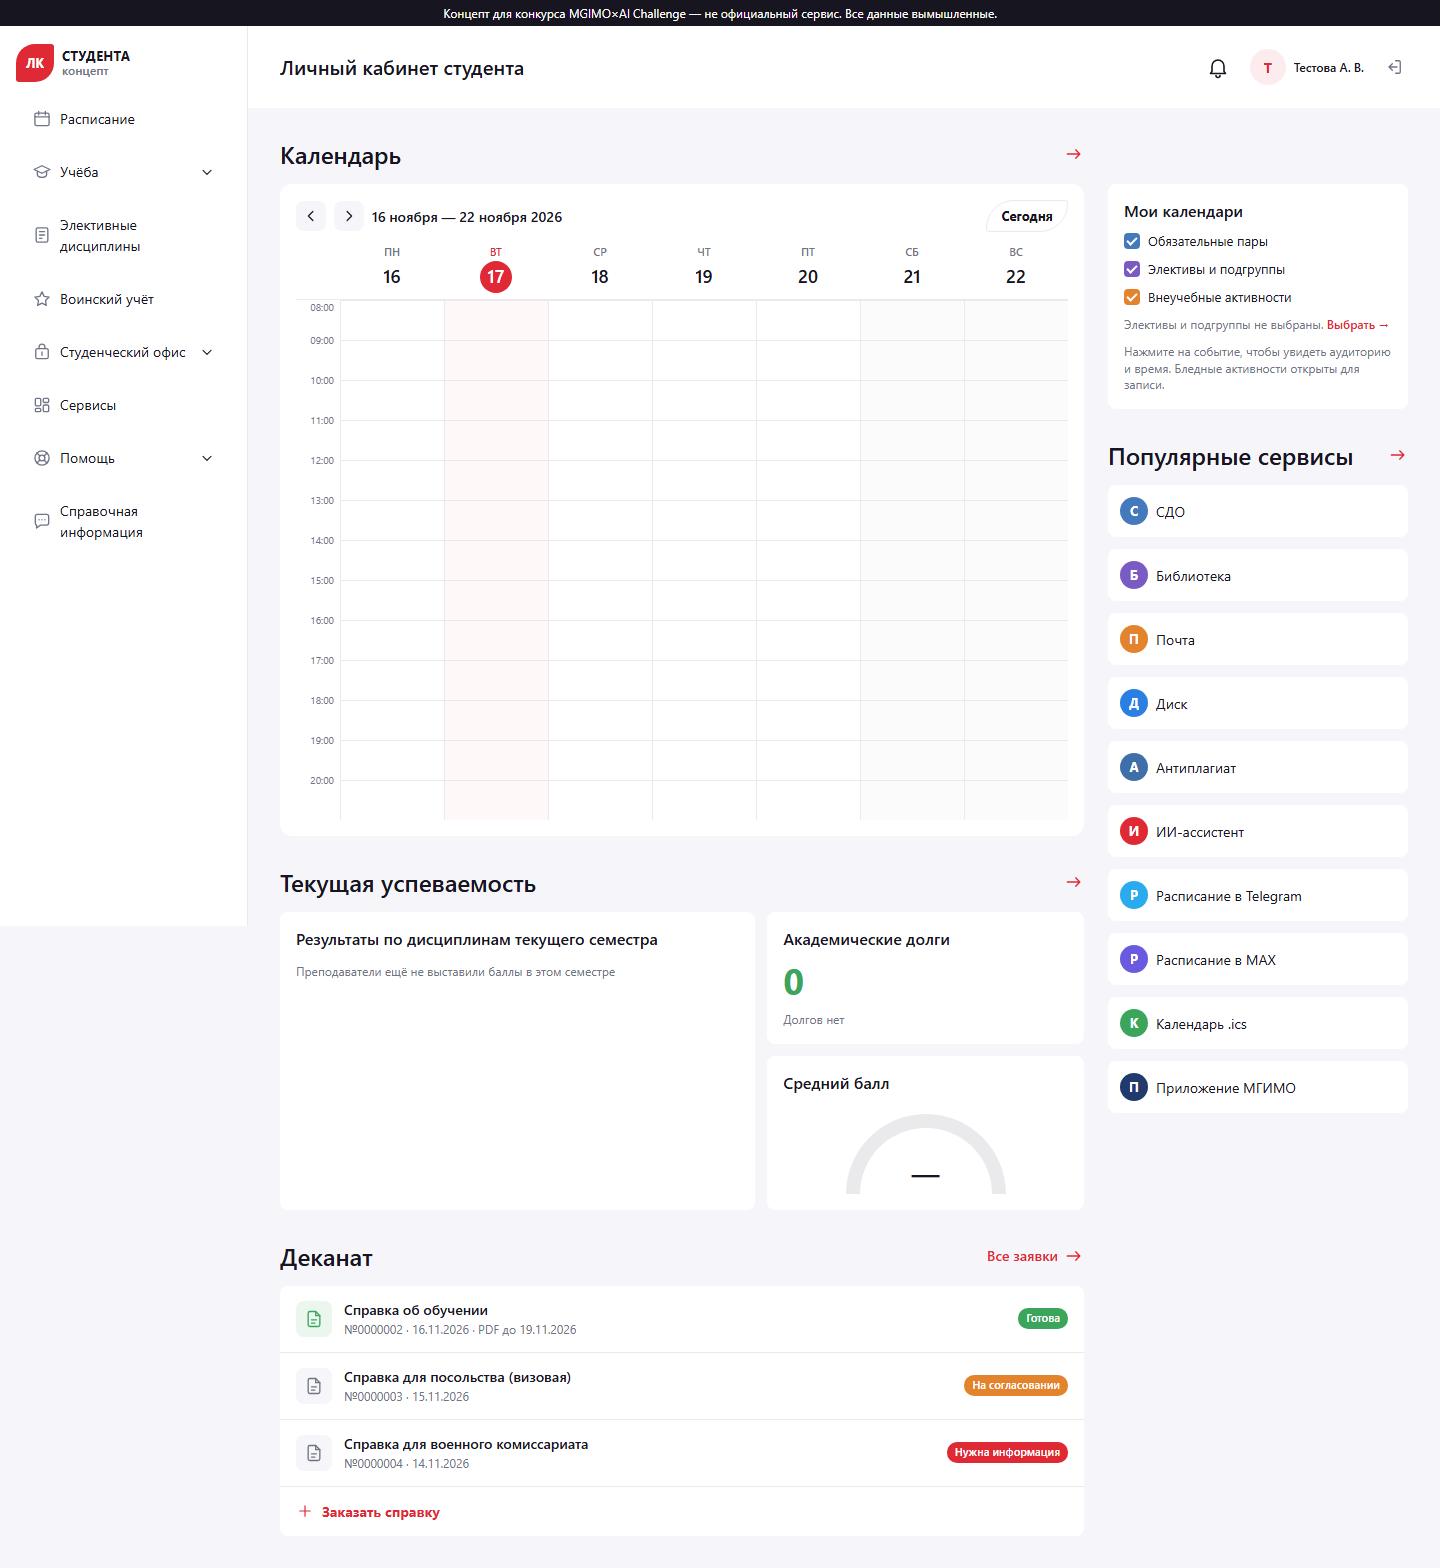 Концепт для конкурса MGIMO×AI Challenge — не официальный сервис. Все данные вымышленные.
ЛК
СТУДЕНТА
концепт
Расписание
Учёба
Элективные
дисциплины
Воинский учёт
Студенческий офис
Сервисы
Помощь
Справочная
информация
Личный кабинет студента
Т
Тестова А. В.
Календарь
16 ноября — 22 ноября 2026
Сегодня
ПН ВТ СР ЧТ ПТ СБ ВС
16 17 18 19 20 21 22
08:00
09:00
10:00
11:00
12:00
13:00
14:00
15:00
16:00
17:00
18:00
19:00
20:00
Мои календари
Обязательные пары
Элективы и подгруппы
Внеучебные активности
Элективы и подгруппы не выбраны. Выбрать →
Нажмите на событие, чтобы увидеть аудиторию
и время. Бледные активности открыты для
записи.
Популярные сервисы
С СДО
Б Библиотека
П Почта
Д Диск
А Антиплагиат
И ИИ-ассистент
Р Расписание в Telegram
Р Расписание в MAX
К Календарь .ics
П Приложение МГИМО
Текущая успеваемость
Результаты по дисциплинам текущего семестра
Преподаватели ещё не выставили баллы в этом семестре
Академические долги
0
Долгов нет
Средний балл
—
Деканат
Все заявки
Справка об обучении
№0000002 · 16.11.2026 · PDF до 19.11.2026
Готова
Справка для посольства (визовая)
№0000003 · 15.11.2026
На согласовании
Справка для военного комиссариата
№0000004 · 14.11.2026
Нужна информация
Заказать справку